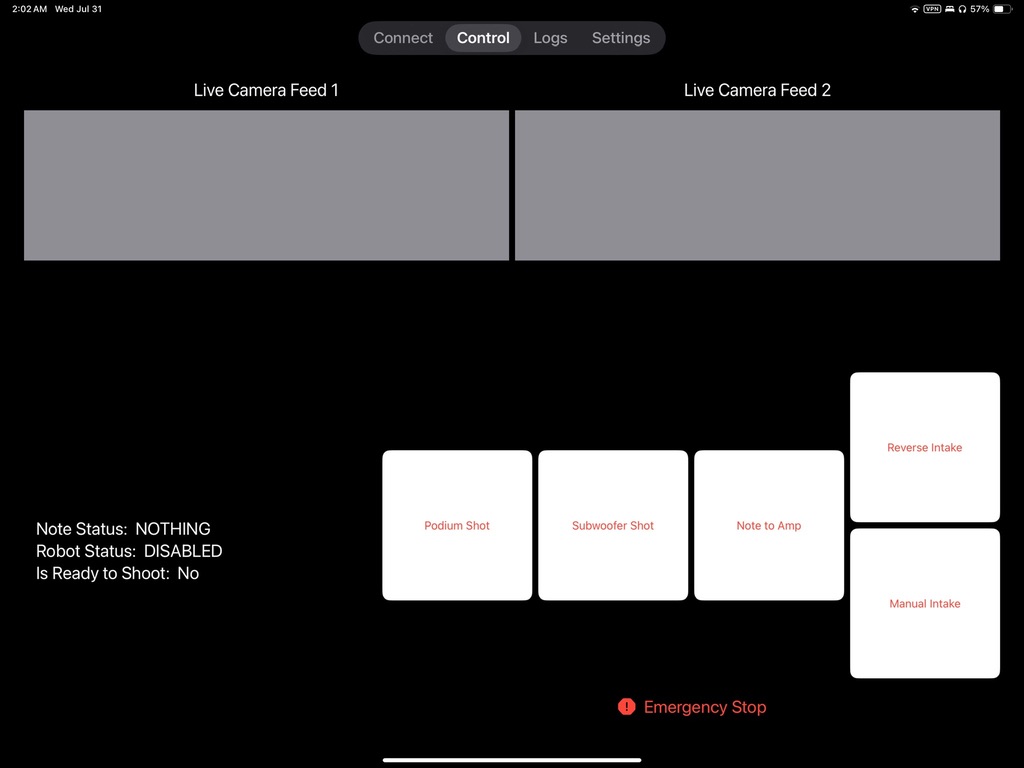 2:02 AM Wed Jul 31
VPN 57%
Connect Control Logs Settings
Live Camera Feed 1
Live Camera Feed 2
Reverse Intake
Podium Shot
Subwoofer Shot
Note to Amp
Note Status: NOTHING
Robot Status: DISABLED
Is Ready to Shoot: No
Manual Intake
Emergency Stop